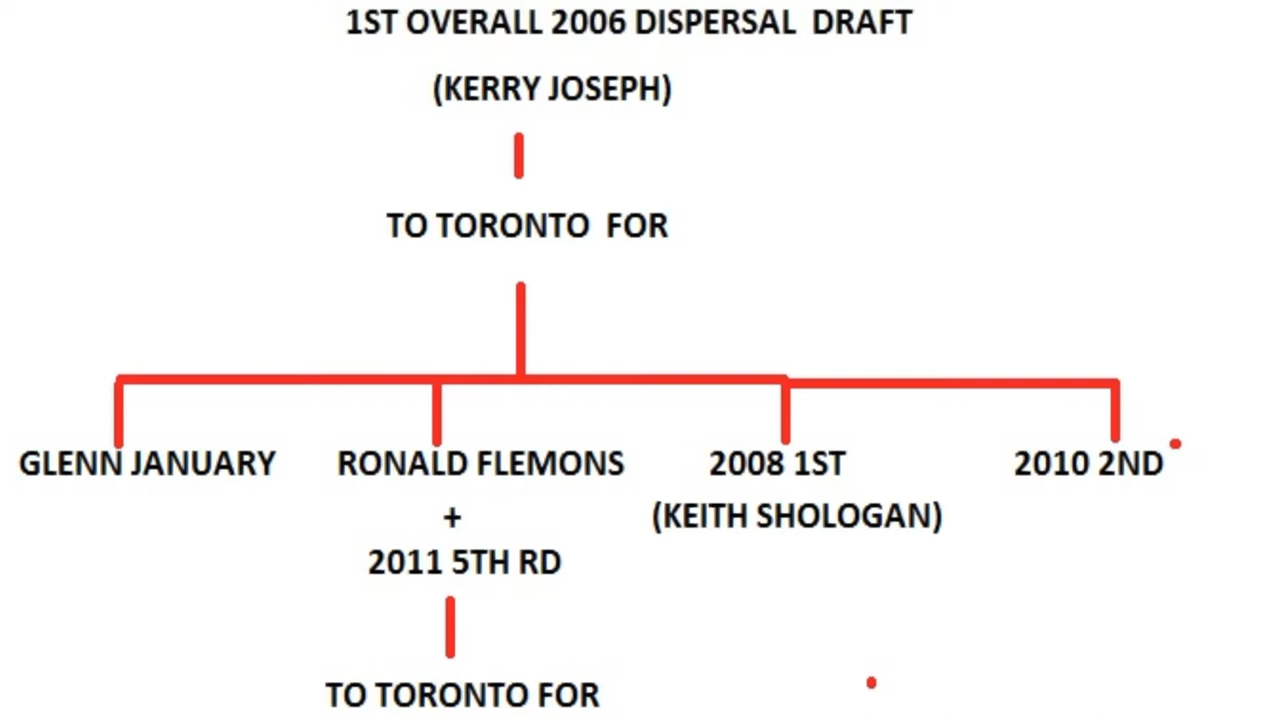 1ST OVERALL 2006 DISPERSAL DRAFT
(KERRY JOSEPH)
TO TORONTO FOR
GLENN JANUARY
RONALD FLEMONS
2008 1ST
2010 2ND
+
(KEITH SHOLOGAN)
2011 5TH RD
TO TORONTO FOR